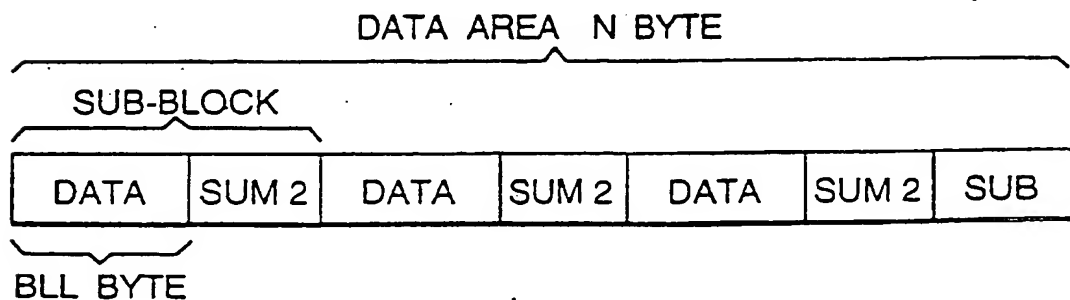 DATA AREA N BYTE
SUB-BLOCK
DATA SUM 2 DATA SUM 2 DATA SUM 2 SUB
BLL BYTE